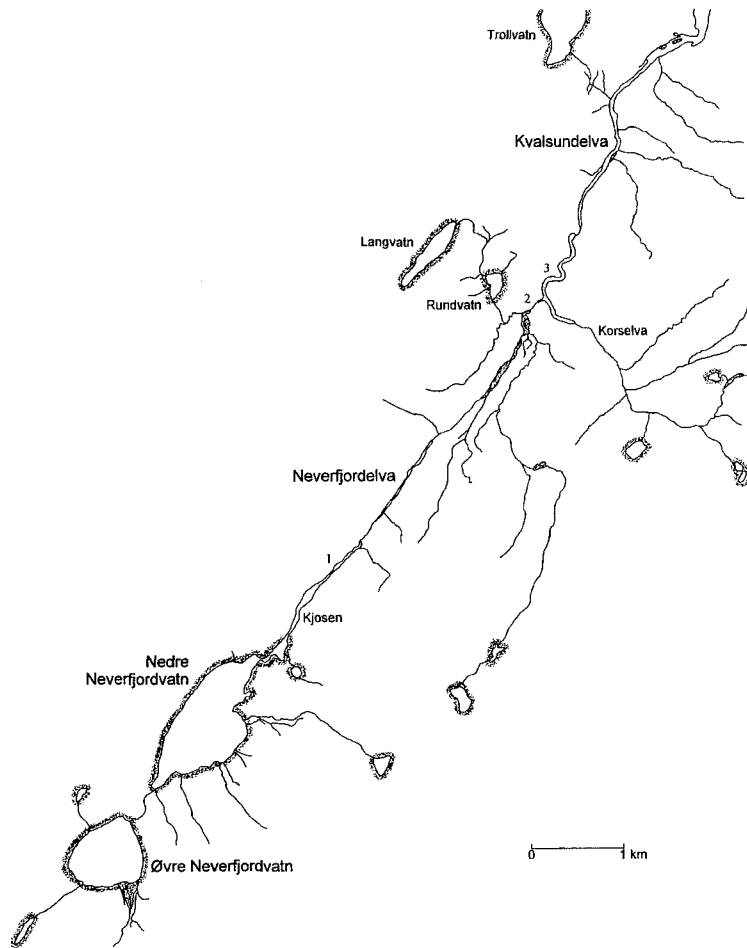 Trollvatn
Kvalsundelva
Langvatn
3
Rundvatn
2
Korselva
Neverfjordelva
1
Kjosen
Nedre
Neverfjordvatn
Øvre Neverfjordvatn
0
1 km